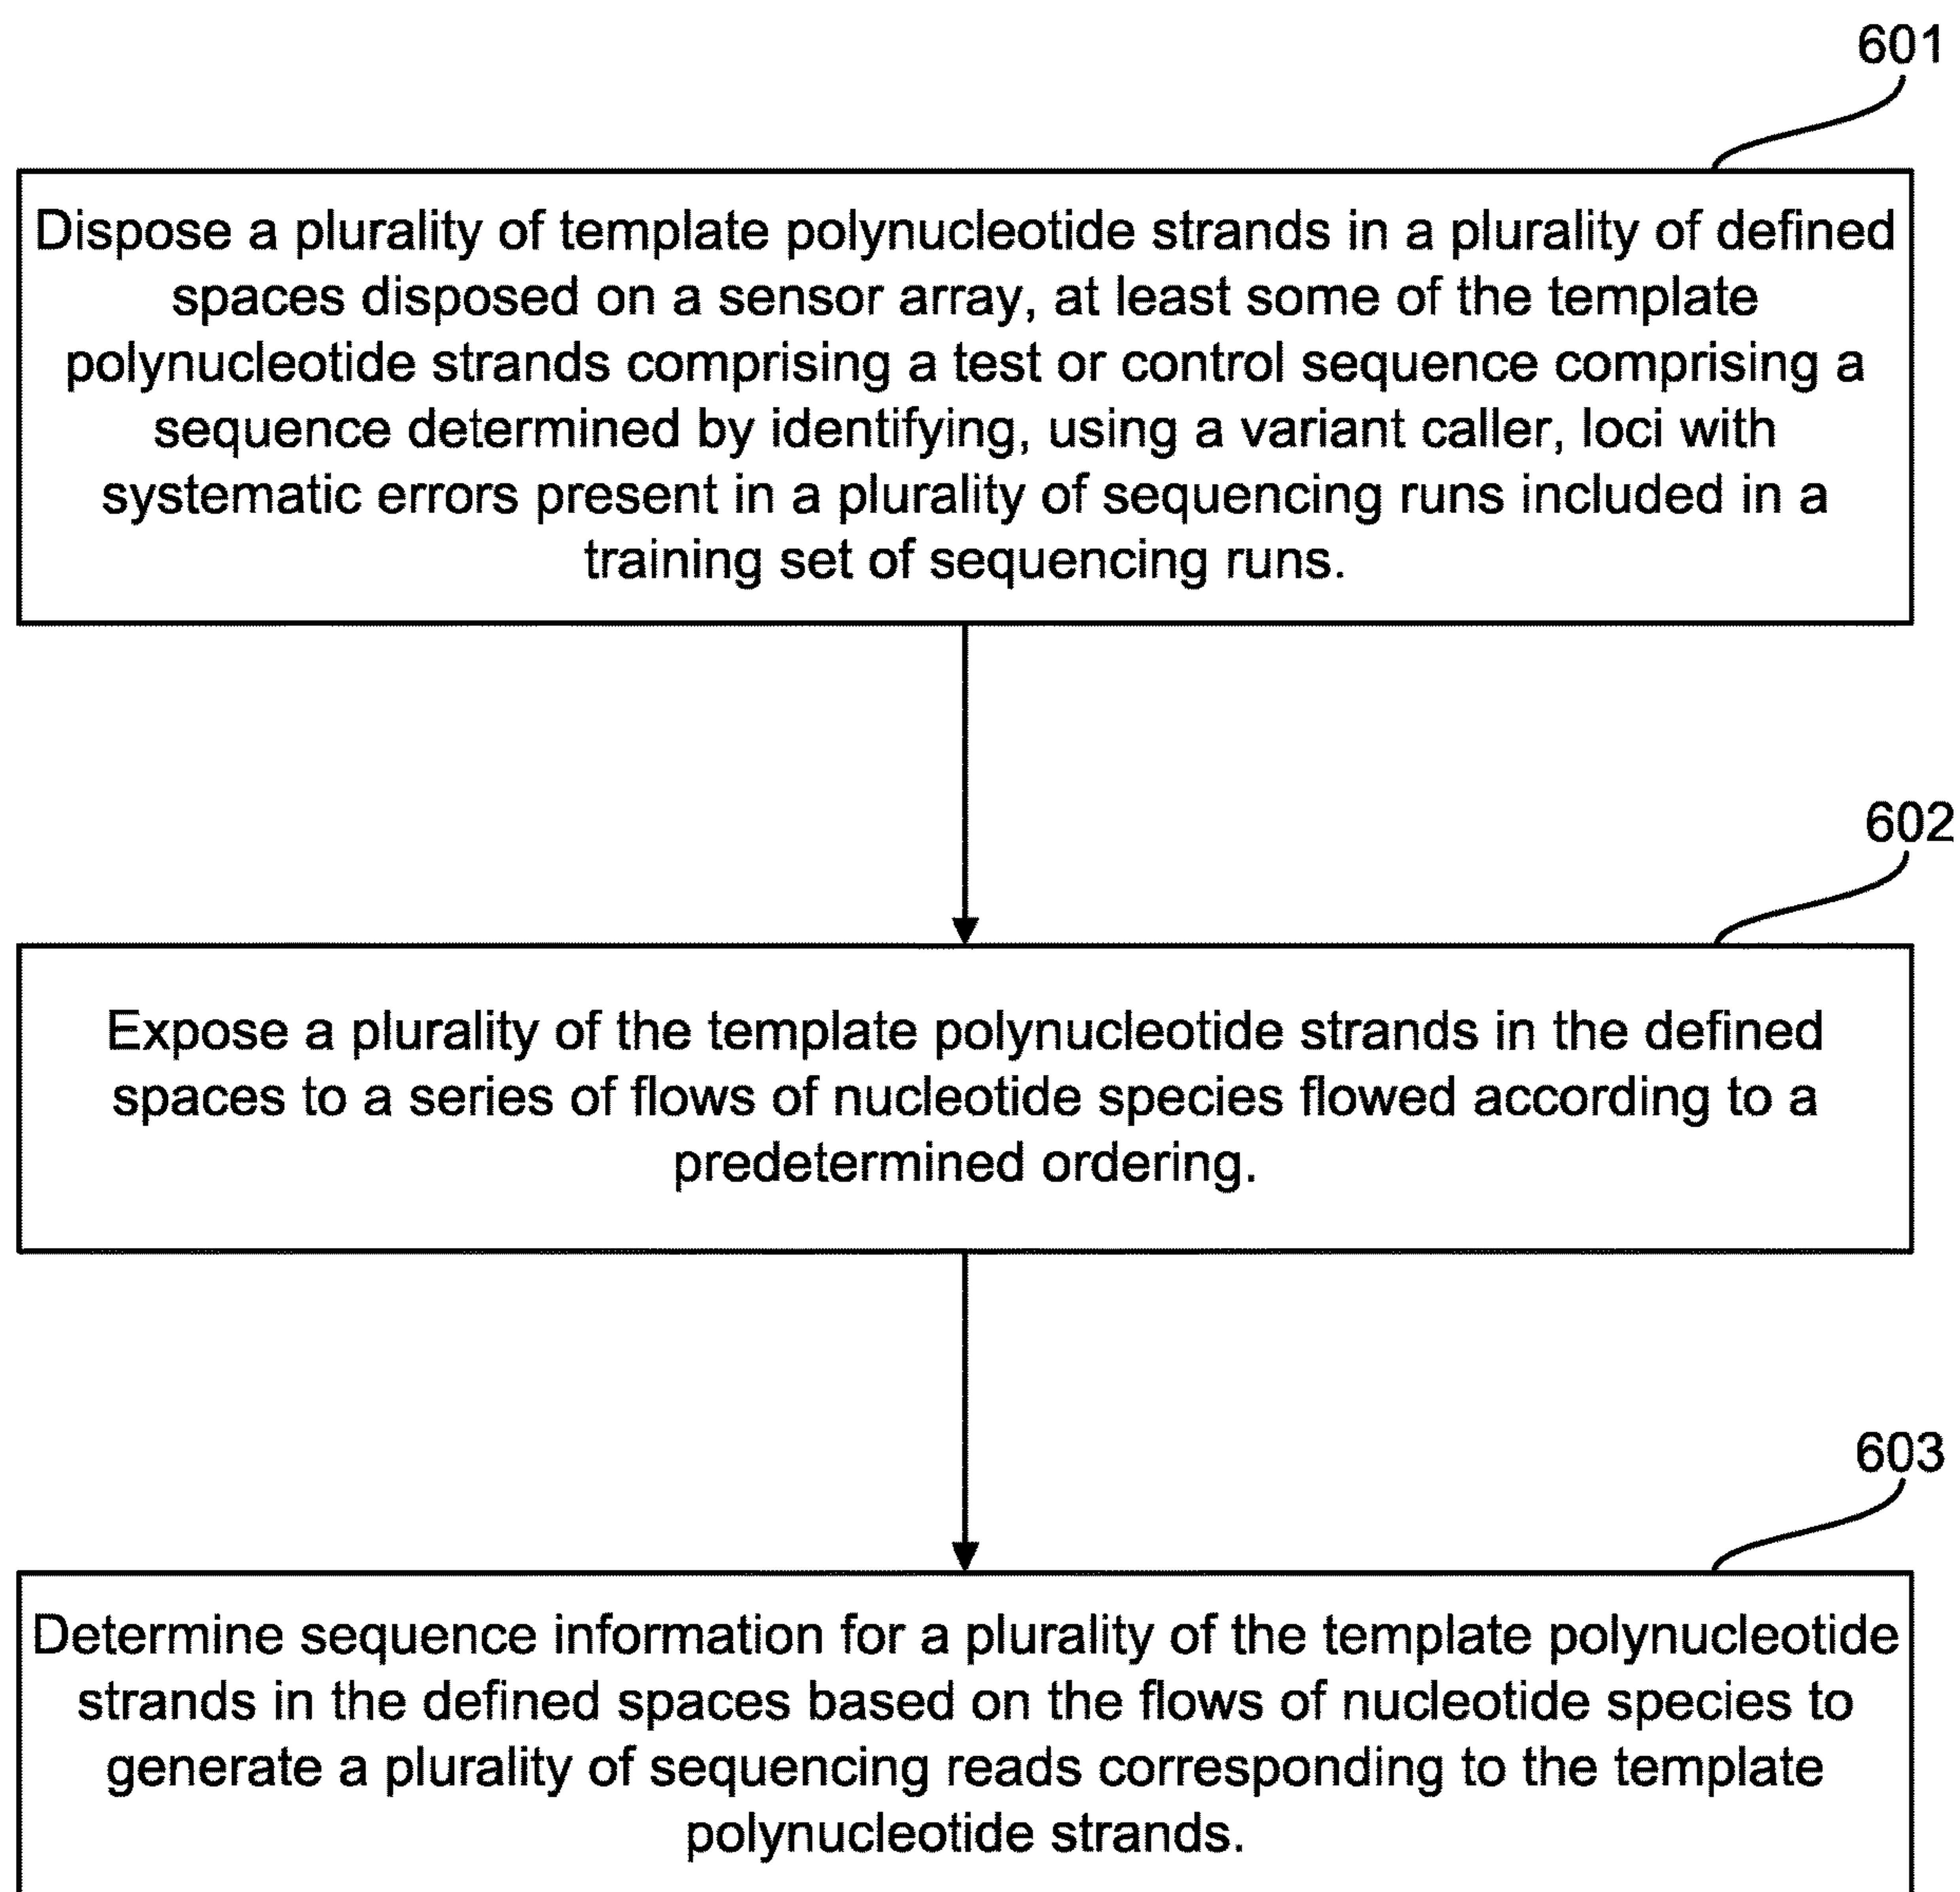 601
Dispose a plurality of template polynucleotide strands in a plurality of defined
spaces disposed on a sensor array, at least some of the template
polynucleotide strands comprising a test or control sequence comprising a
sequence determined by identifying, using a variant caller, loci with
systematic errors present in a plurality of sequencing runs included in a
training set of sequencing runs.
602
Expose a plurality of the template polynucleotide strands in the defined
spaces to a series of flows of nucleotide species flowed according to a
predetermined ordering.
603
Determine sequence information for a plurality of the template polynucleotide
strands in the defined spaces based on the flows of nucleotide species to
generate a plurality of sequencing reads corresponding to the template
polynucleotide strands.